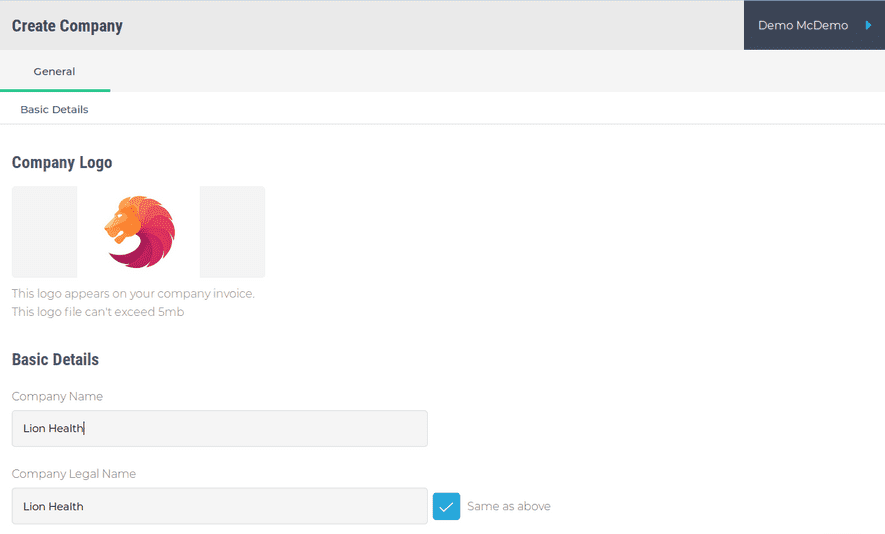 Create Company
Demo McDemo
General
Basic Details
Company Logo
This logo appears on your company invoice.
This logo file can't exceed 5mb
Basic Details
Company Name
Lion Health
Company Legal Name
Lion Health
Same as above